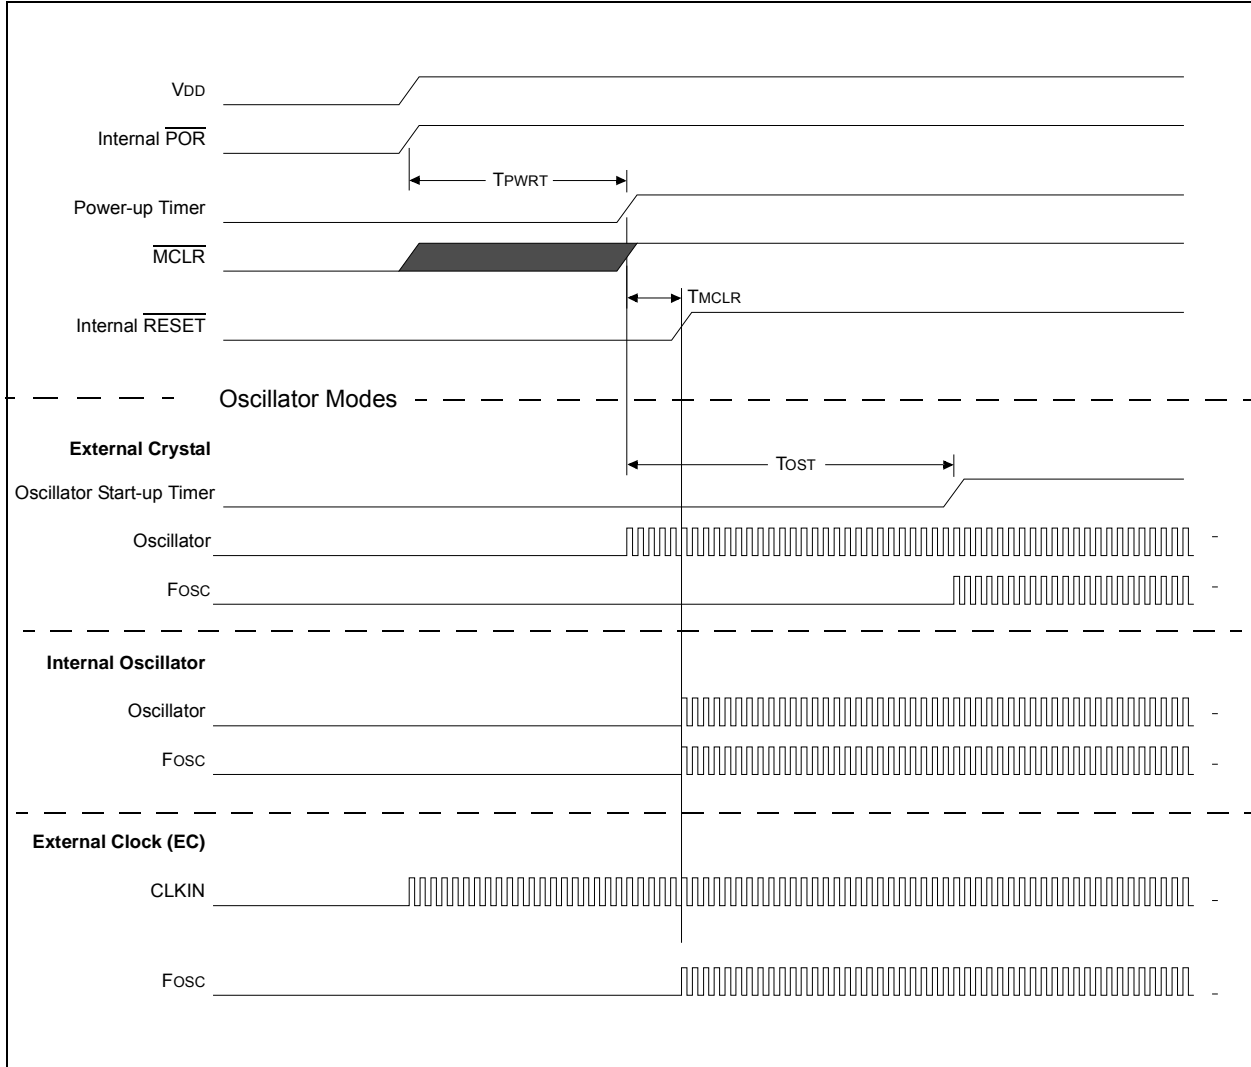 VDD
Internal POR
TPWRT
Power-up Timer
MCLR
TMCLR
Internal RESET
Oscillator Modes
External Crystal
TOST
Oscillator Start-up Timer
Oscillator
FOSC
Internal Oscillator
Oscillator
FOSC
External Clock (EC)
CLKIN
FOSC